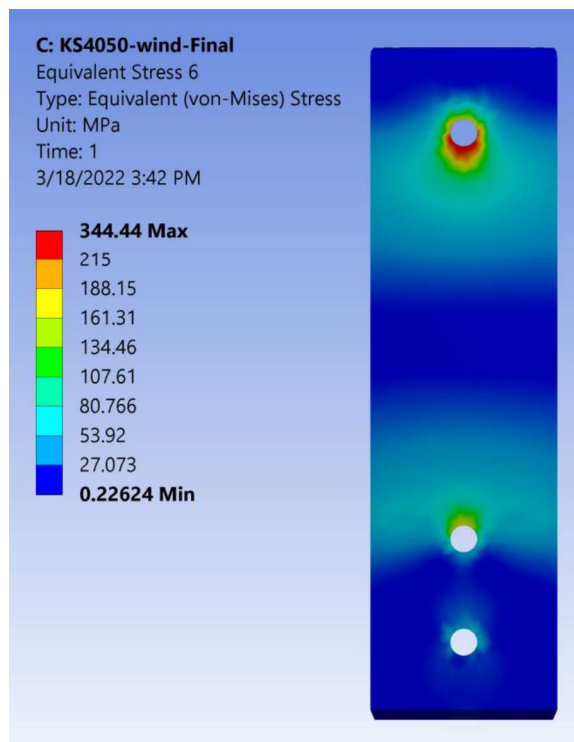 C: KS4050-wind-Final
Equivalent Stress 6
Type: Equivalent (von-Mises) Stress
Unit: MPa
Time: 1
3/18/2022 3:42 PM
344.44 Max
215
188.15
161.31
134.46
107.61
80.766
53.92
27.073
0.22624 Min